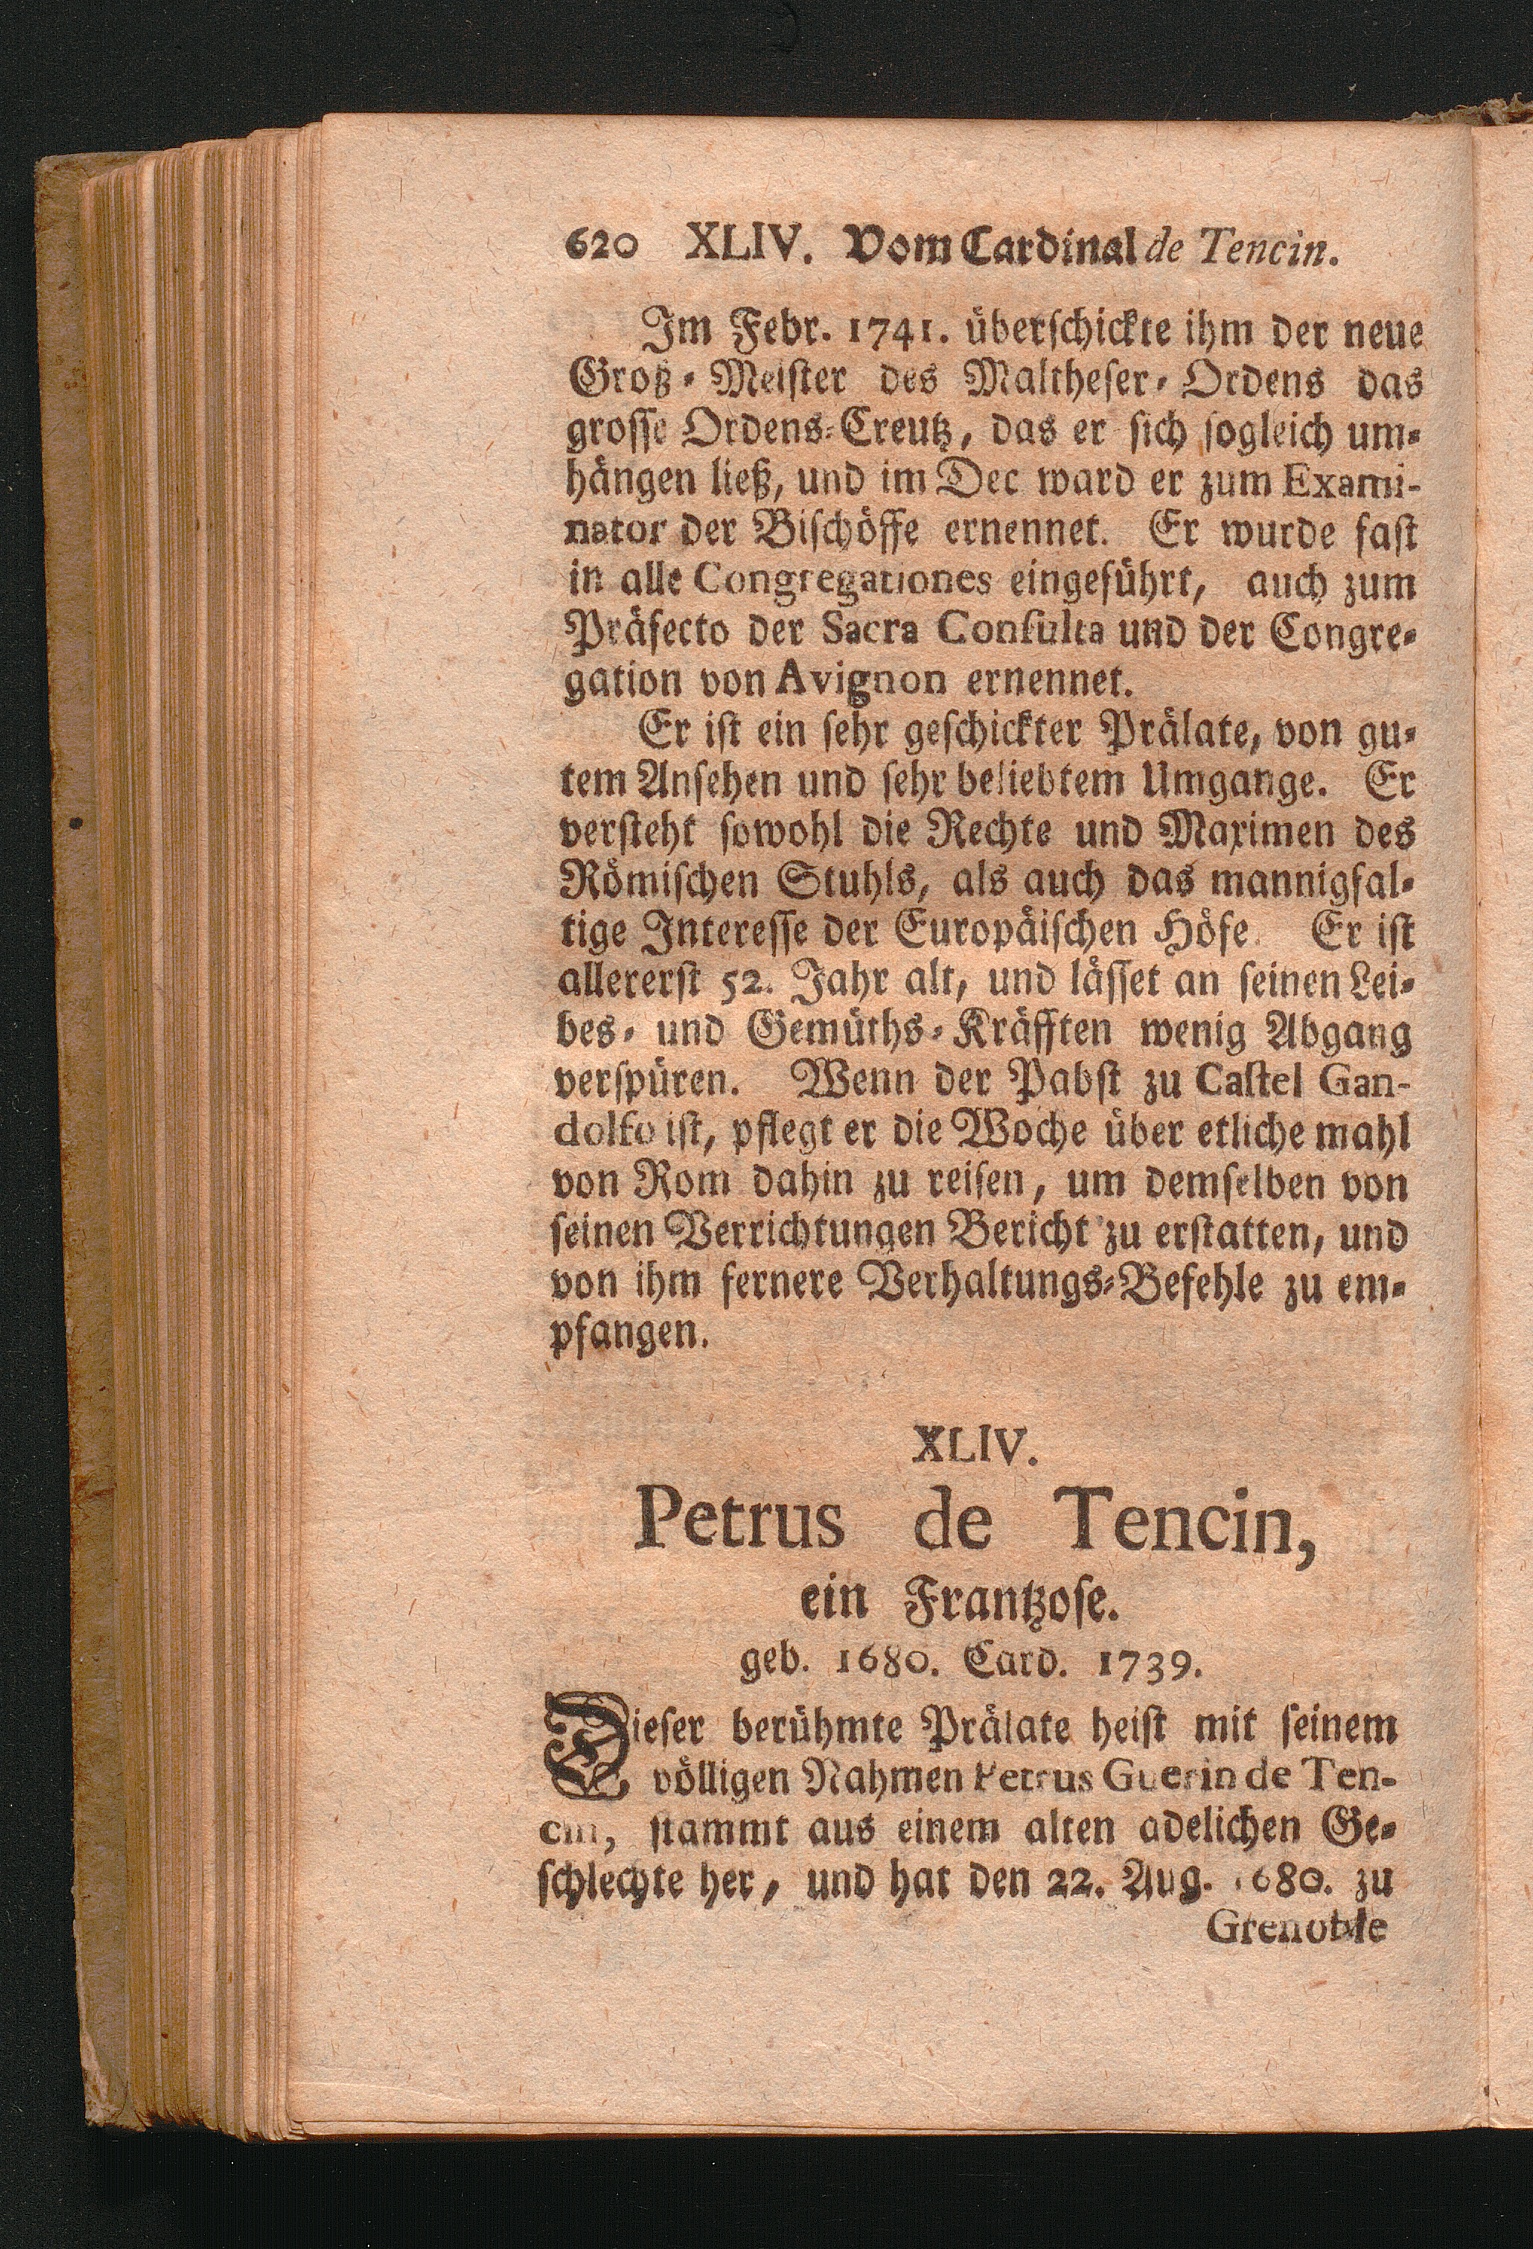 620 XLIV. Vom Cardinal de Tencin.
Im Febr. 1741. überſchickte ihm der neue
Groß-Meiſter des Maltheſer-Ordens das
groſſe Ordens-Creutz, das er ſich ſogleich um-
hängen ließ, und im Dec ward er zum Exami-
nator der Biſchöffe ernennet. Er wurde faſt
in alle Congregationes eingeführt, auch zum
Präfecto der Sacra Conſulta und der Congre-
gation von Avignon ernennet.
Er iſt ein ſehr geſchickter Prälate, von gu-
tem Anſehen und ſehr beliebtem Umgange. Er
verſteht ſowohl die Rechte und Maximen des
Römiſchen Stuhls, als auch das mannigfal-
tige Intereſſe der Europäiſchen Höfe. Er iſt
allererſt 52. Jahr alt, und läſſet an ſeinen Lei-
bes- und Gemüths-Kräfften wenig Abgang
verſpüren. Wenn der Pabſt zu Caſtel Gan-
dolfo iſt, pflegt er die Woche über etliche mahl
von Rom dahin zu reiſen, um demſelben von
ſeinen Verrichtungen Bericht zu erſtatten, und
von ihm fernere Verhaltungs-Befehle zu em-
pfangen.
XLIV.
Petrus de Tencin,
ein Frantzoſe.
geb. 1680. Card. 1739.
Dieſer berühmte Prälate heiſt mit ſeinem
völligen Nahmen Petrus Guerin de Ten-
cin, ſtammt aus einem alten adelichen Ge-
ſchlechte her, und hat den 22. Aug. 1680. zu
Grenoble